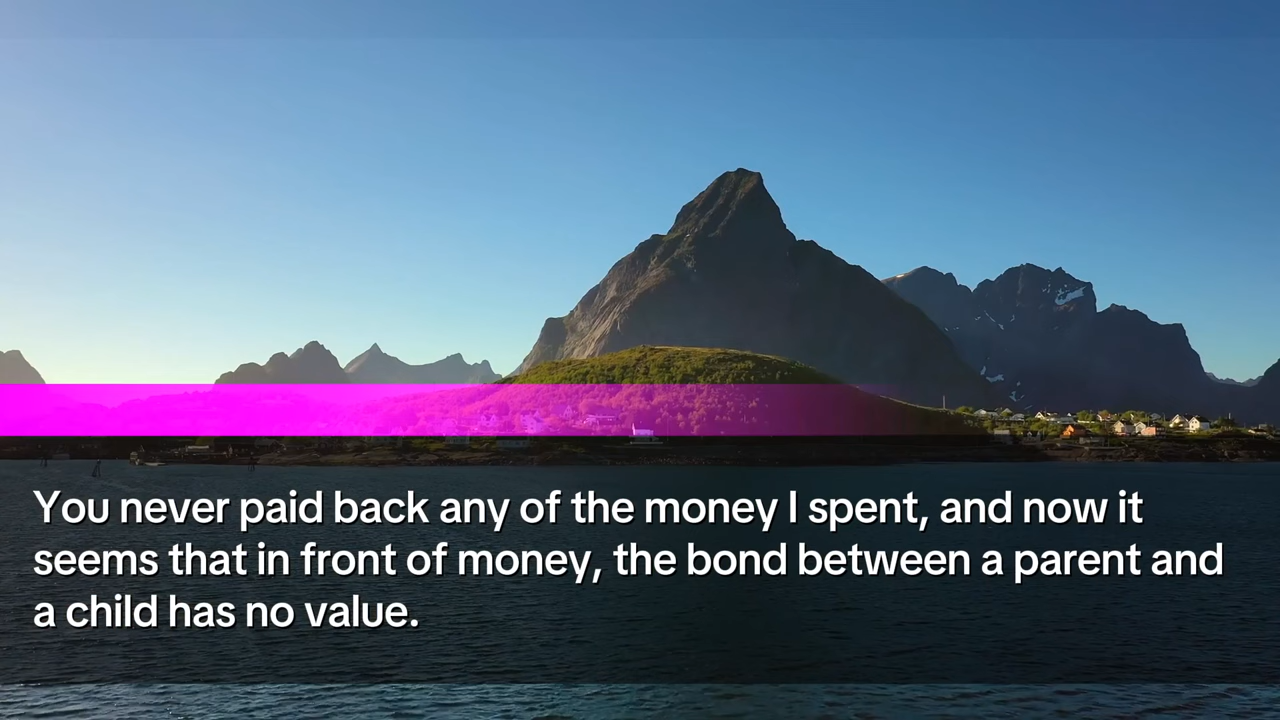 You never paid back any of the money I spent, and now it
seems that in front of money, the bond between a parent and
a child has no value.